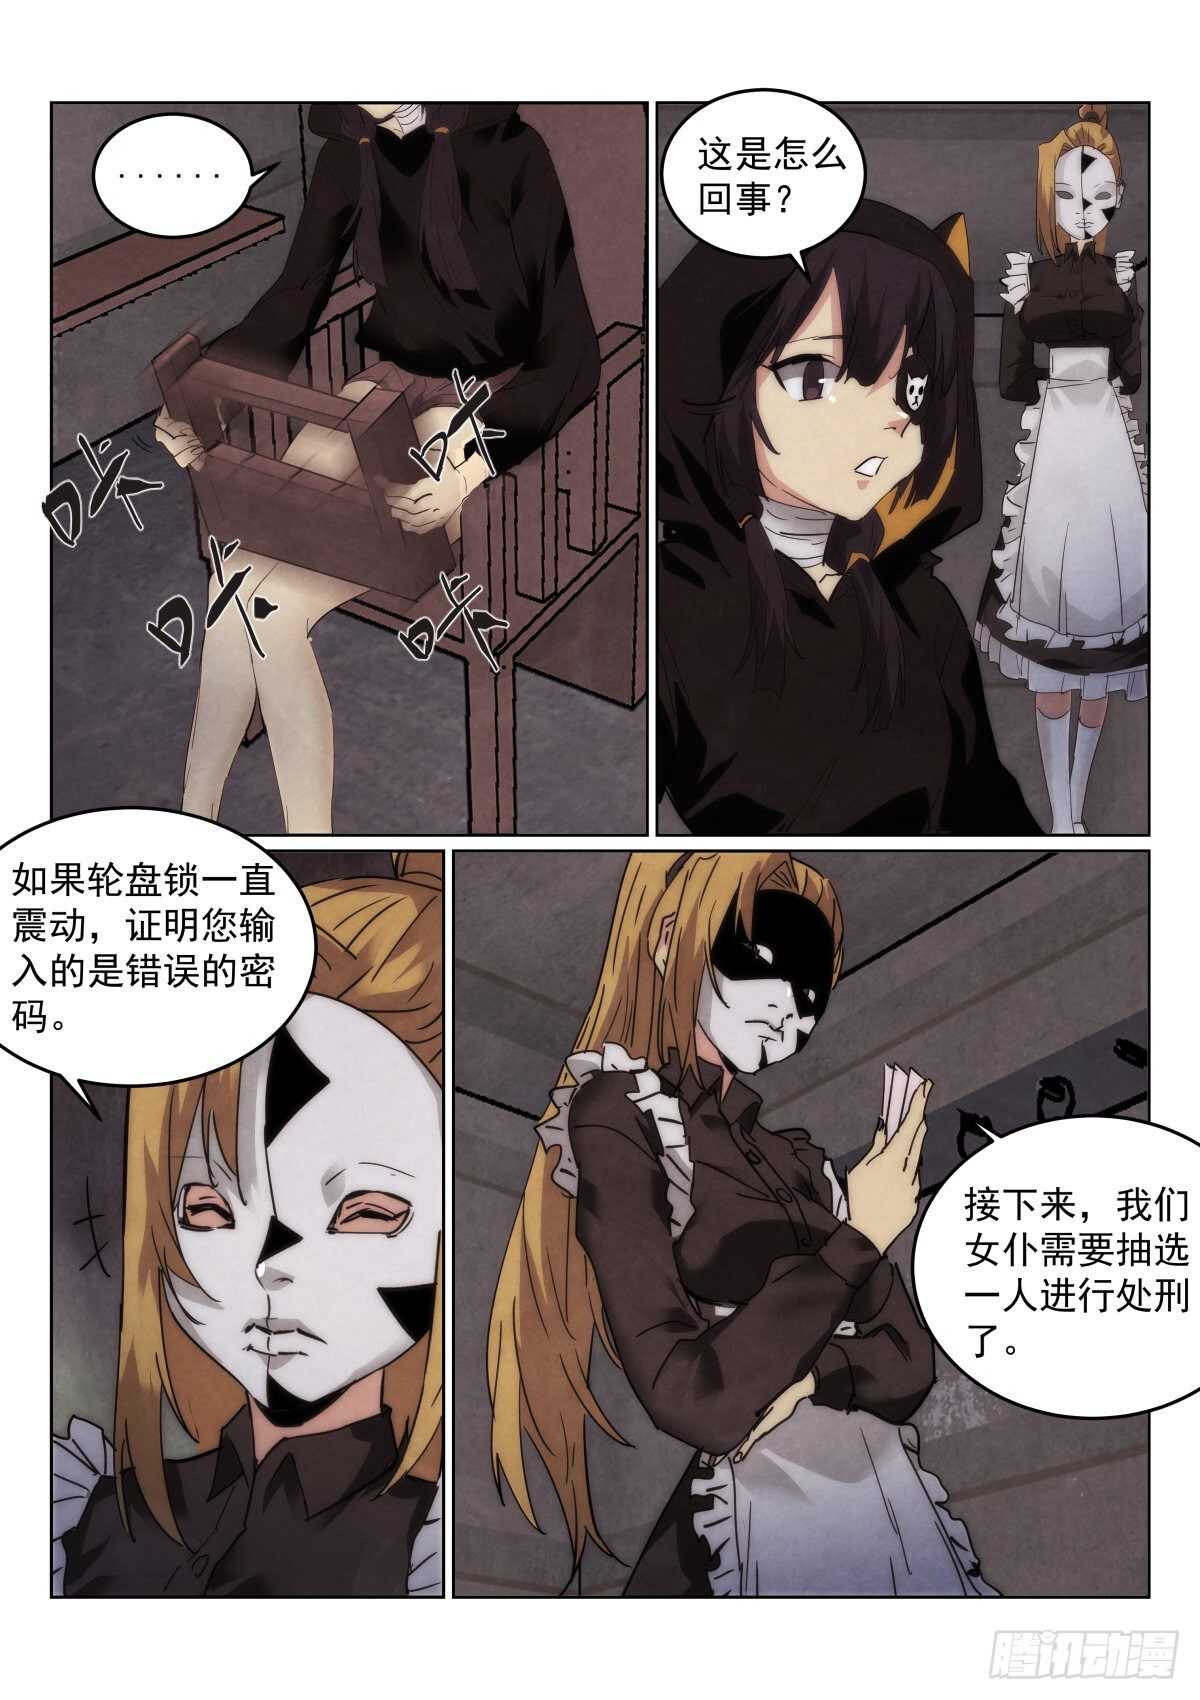 ......
咔
咔
咔
咔
这是怎么
回事？
如果轮盘锁一直
震动，证明您输
入的是错误的密
码。
接下来，我们
女仆需要抽选
一人进行处刑
了。
腾讯动漫